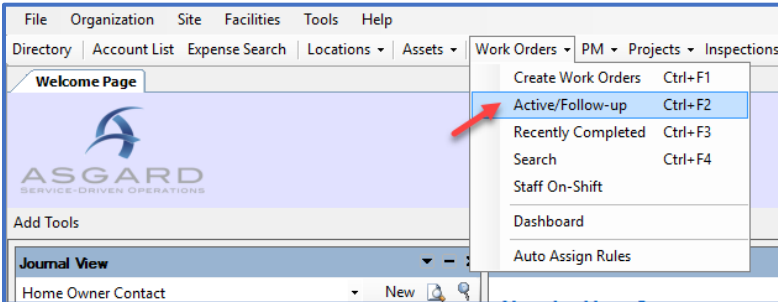 File Organization Site Facilities Tools Help
Directory Account List Expense Search Locations Assets Work Orders PM Projects Inspections
Welcome Page
Create Work Orders Ctrl+F1
Active/Follow-up Ctrl+F2
Recently Completed Ctrl+F3
Search Ctrl+F4
Staff On-Shift
Dashboard
Auto Assign Rules
ASGARD
SERVICE-DRIVEN OPERATIONS
Add Tools
Journal View
Home Owner Contact New